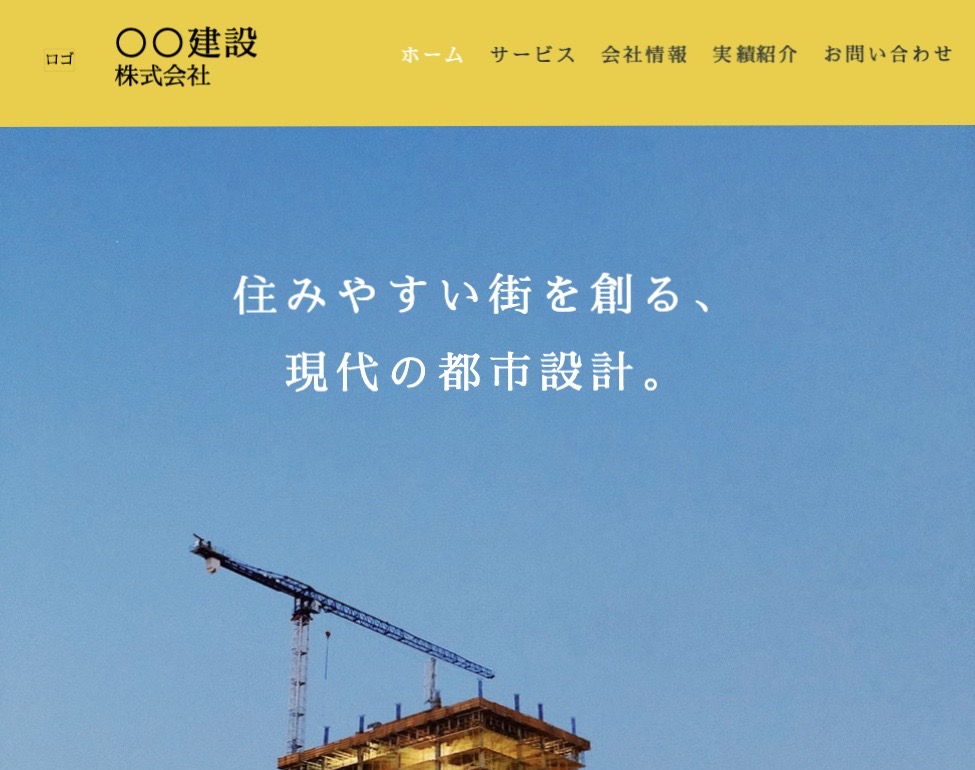 ロゴ
〇〇建設
株式会社
ホーム サービス 会社情報 実績紹介 お問い合わせ
住みやすい街を創る、
現代の都市設計。